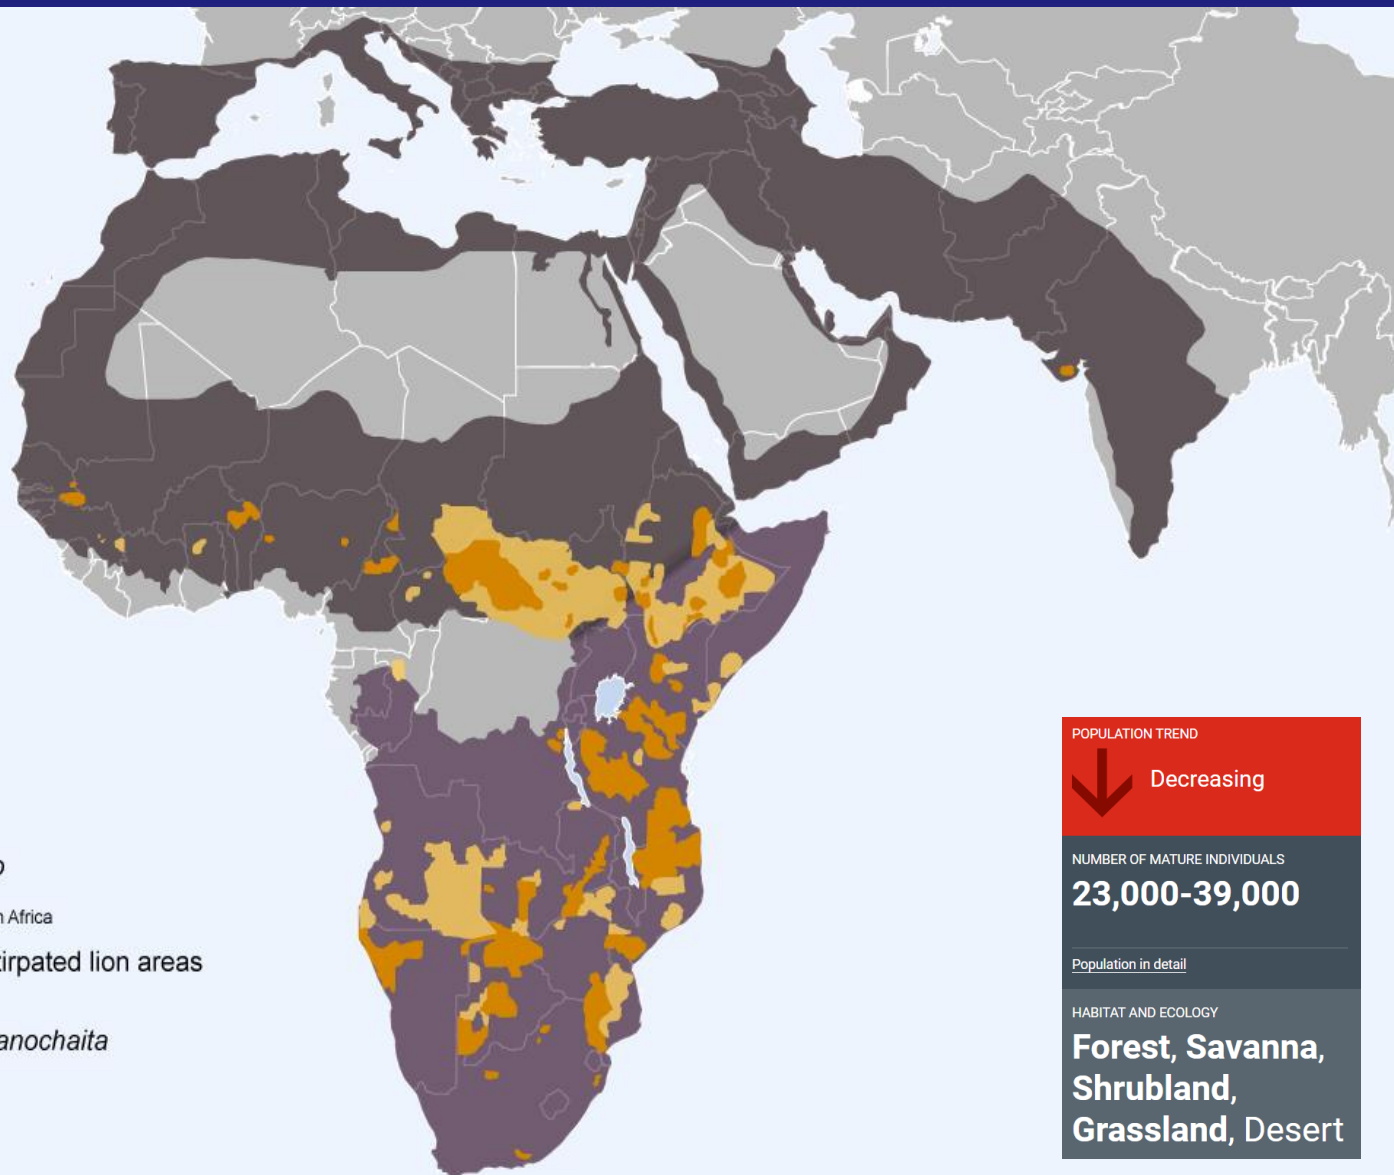 n Africa
tirpated lion areas
anochaita
POPULATION TREND
Decreasing
NUMBER OF MATURE INDIVIDUALS
23,000-39,000
Population in detail
HABITAT AND ECOLOGY
Forest, Savanna,
Shrubland,
Grassland, Desert